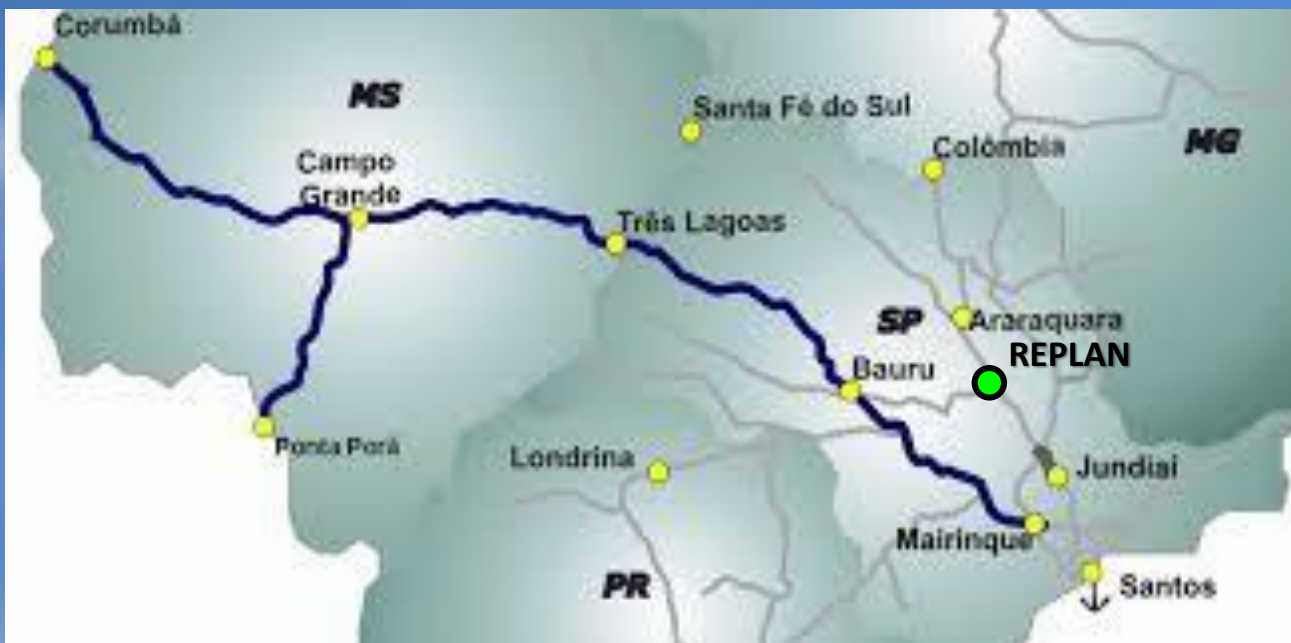 Corumbá
MS
Santa Fé do Sul
Colômbia
MG
Campo
Grande
Três Lagoas
SP
Araraquara
REPLAN
Bauru
Ponta Porã
Londrina
Jundiaí
Mairinque
PR
Santos